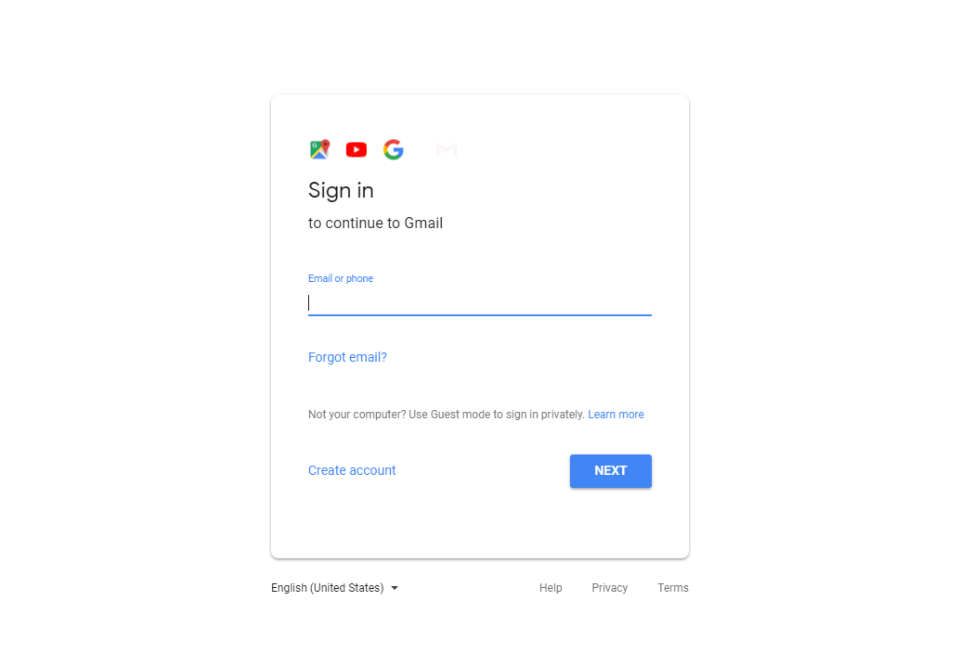 Sign in
to continue to Gmail
Email or phone
Forgot email?
Not your computer? Use Guest mode to sign in privately. Learn more
Create account NEXT
English (United States) Help Privacy Terms